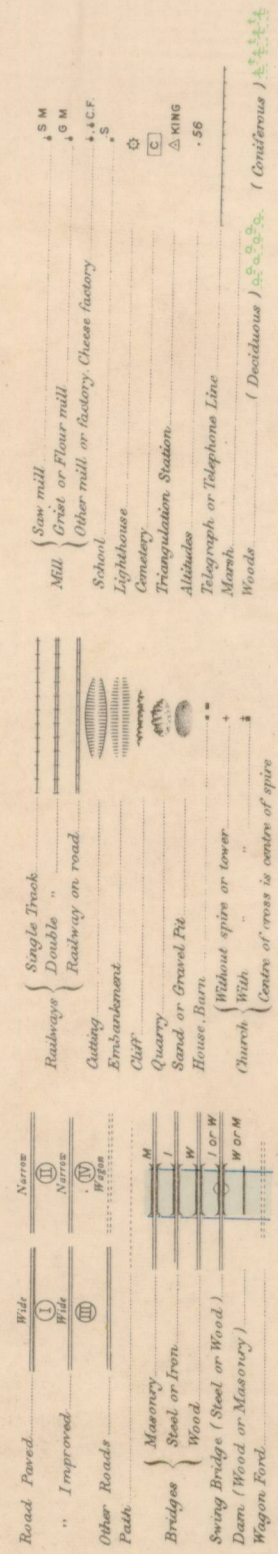 Wide Narrow
Road Paved
I II
Wide Narrow
" Improved
III IV
Wagon
Other Roads
Path
Bridges { Masonry M
Steel or Iron I
Wood W
Swing Bridge (Steel or Wood) I or W
Dam (Wood or Masonry) W or M
Wagon Ford
Railways { Single Track
Double "
Railway on road
Cutting
Embankment
Cliff
Quarry
Sand or Gravel Pit
House, Barn
Church { Without spire or tower
With " "
Centre of cross is centre of spire
Mill { Saw mill S M
Grist or Flour mill G M
Other mill or factory. Cheese factory C.F.
School S
Lighthouse
Cemetery C
Triangulation Station KING
Altitudes .56
Telegraph or Telephone Line
Marsh
Woods (Deciduous) (Coniferous)